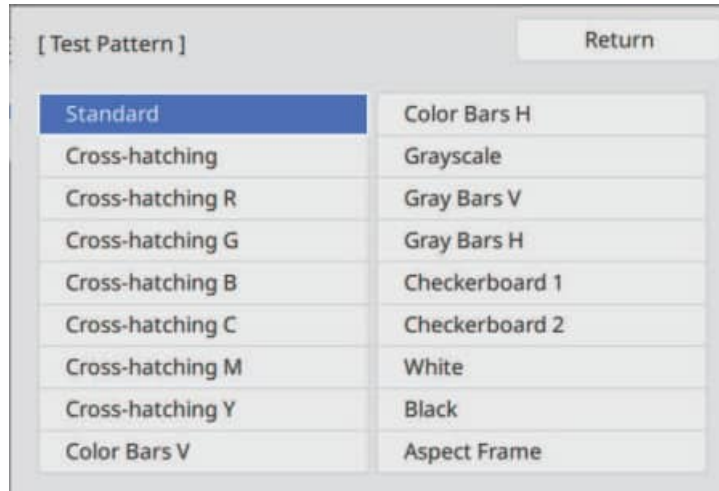 [ Test Pattern ]
Return
Standard
Cross-hatching
Cross-hatching R
Cross-hatching G
Cross-hatching B
Cross-hatching C
Cross-hatching M
Cross-hatching Y
Color Bars V
Color Bars H
Grayscale
Gray Bars V
Gray Bars H
Checkerboard 1
Checkerboard 2
White
Black
Aspect Frame